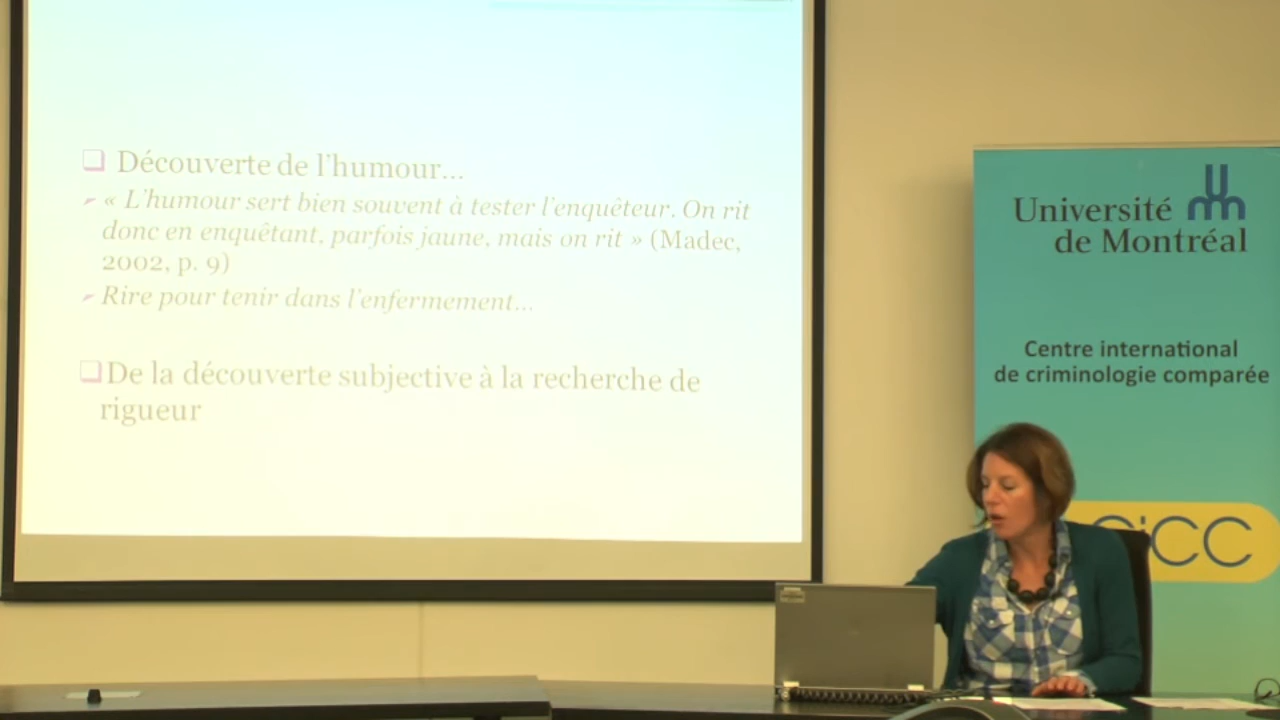 Découverte de l'humour...
« L'humour sert bien souvent à tester l'enquêteur. On rit
donc en enquêtant, parfois jaune, mais on rit » (Madec,
2002, p. 9)
Rire pour tenir dans l'enfermement...
De la découverte subjective à la recherche de
rigueur
Université
de Montréal
Centre international
de criminologie comparée
CiCC